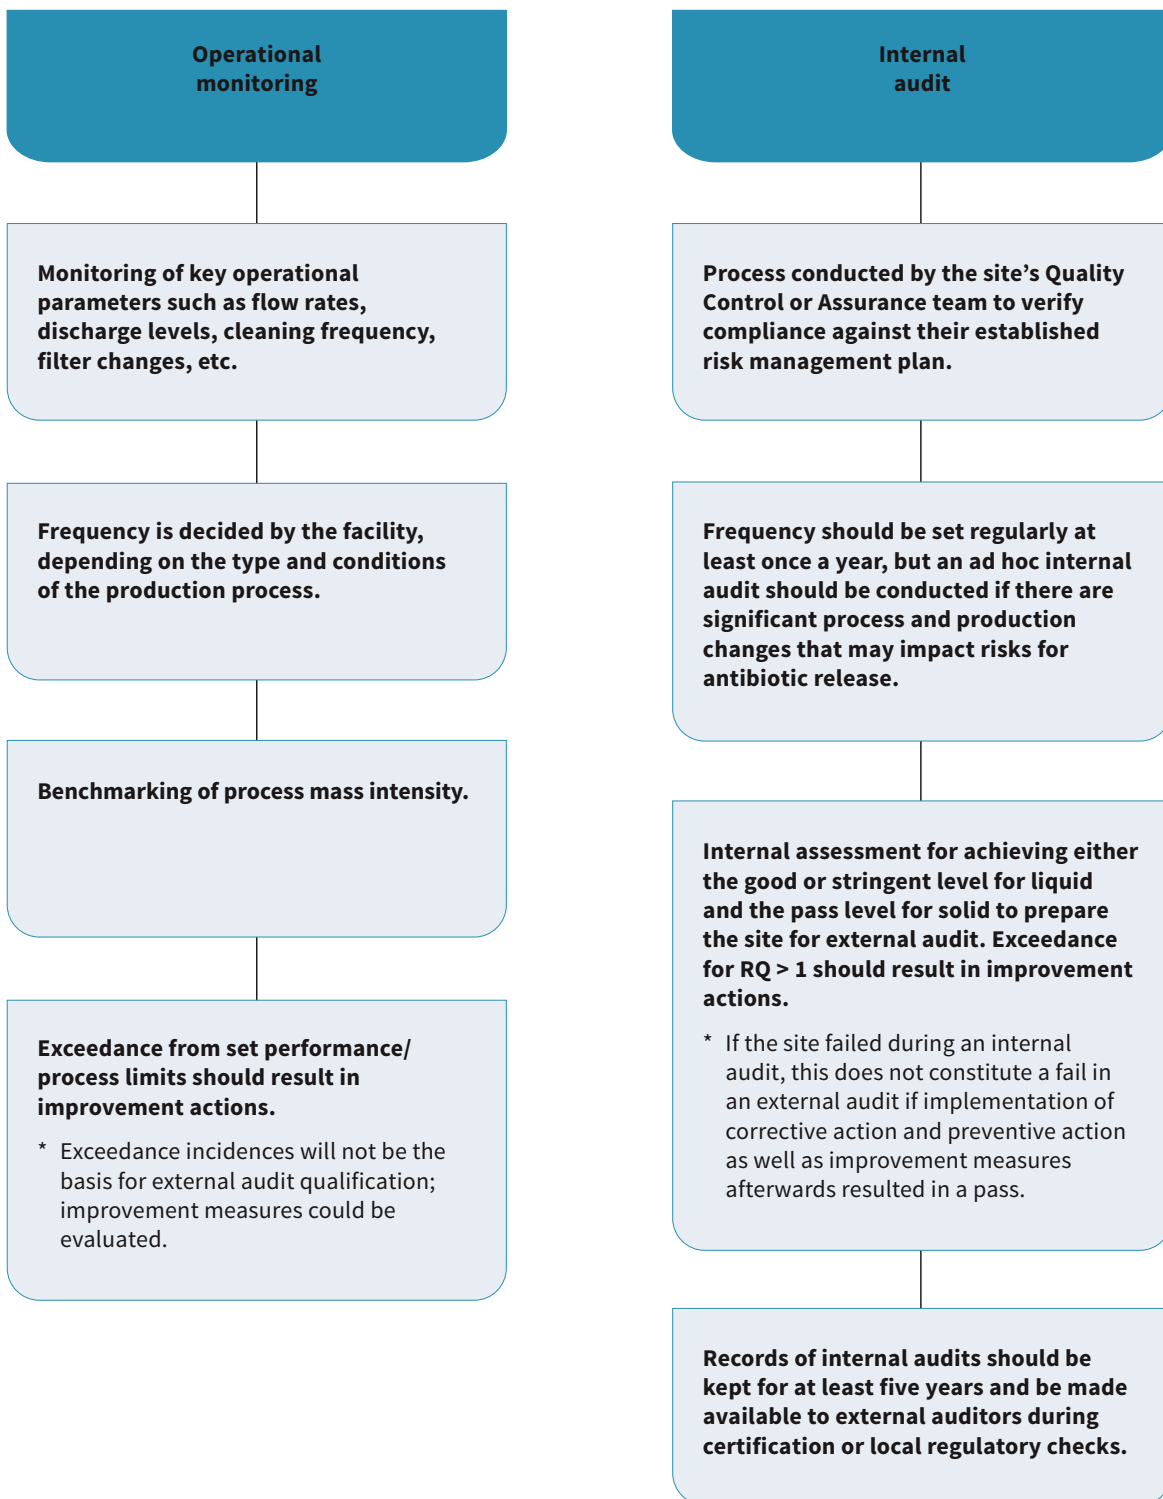 Operational
monitoring
Monitoring of key operational
parameters such as flow rates,
discharge levels, cleaning frequency,
filter changes, etc.
Frequency is decided by the facility,
depending on the type and conditions
of the production process.
Benchmarking of process mass intensity.
Exceedance from set performance/
process limits should result in
improvement actions.
* Exceedance incidences will not be the
basis for external audit qualification;
improvement measures could be
evaluated.
Internal
audit
Process conducted by the site’s Quality
Control or Assurance team to verify
compliance against their established
risk management plan.
Frequency should be set regularly at
least once a year, but an ad hoc internal
audit should be conducted if there are
significant process and production
changes that may impact risks for
antibiotic release.
Internal assessment for achieving either
the good or stringent level for liquid
and the pass level for solid to prepare
the site for external audit. Exceedance
for RQ > 1 should result in improvement
actions.
* If the site failed during an internal
audit, this does not constitute a fail in
an external audit if implementation of
corrective action and preventive action
as well as improvement measures
afterwards resulted in a pass.
Records of internal audits should be
kept for at least five years and be made
available to external auditors during
certification or local regulatory checks.